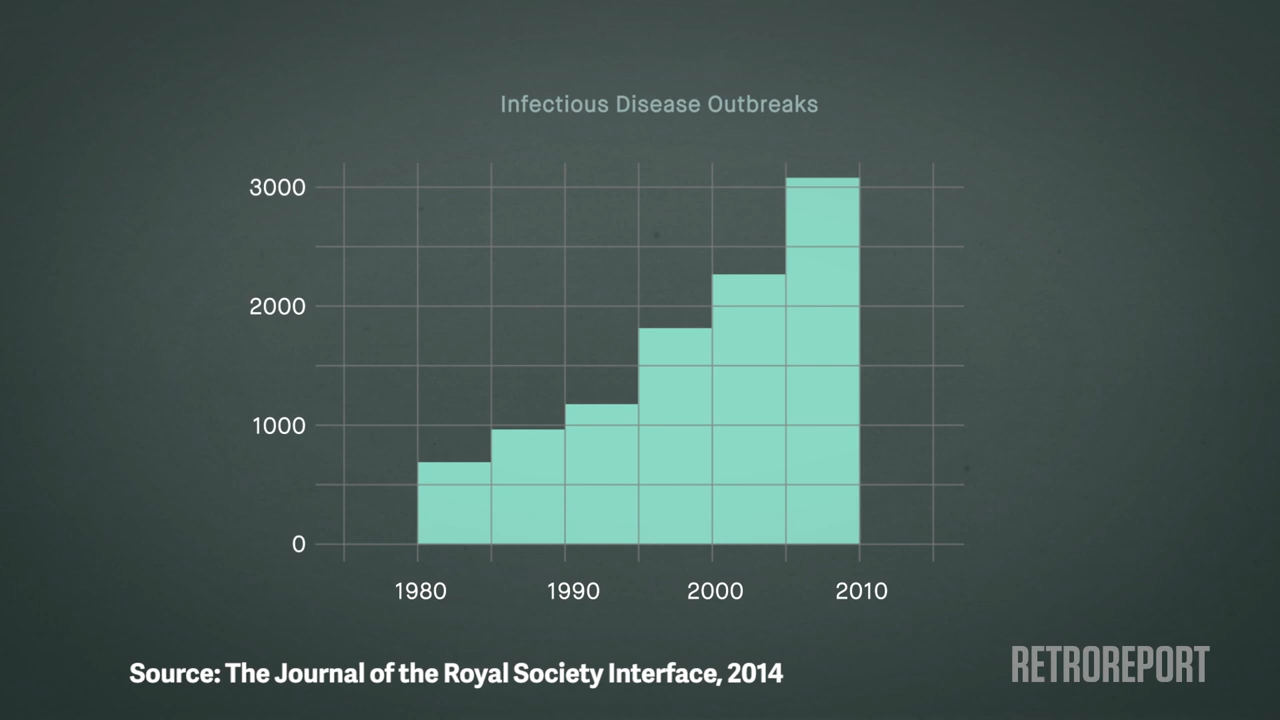 Infectious Disease Outbreaks
3000
2000
1000
0
1980 1990 2000 2010
Source: The Journal of the Royal Society Interface, 2014
RETROREPORT